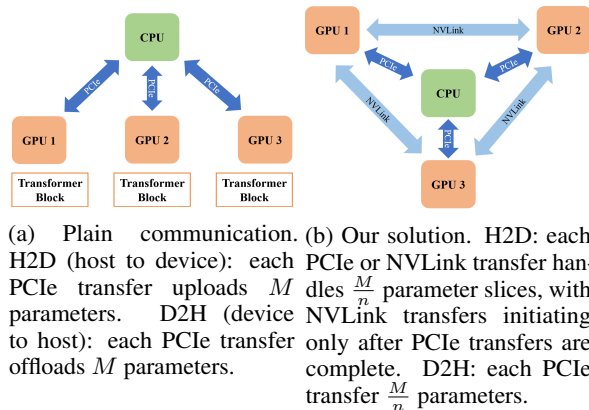 CPU
PCIe
PCIe
PCIe
GPU 1
GPU 2
GPU 3
Transformer
Block
Transformer
Block
Transformer
Block
(a) Plain communication.
H2D (host to device): each
PCIe transfer uploads M
parameters. D2H (device
to host): each PCIe transfer
offloads M parameters.
GPU 1
NVLink
GPU 2
PCIe
PCIe
CPU
NVLink
NVLink
PCIe
GPU 3
(b) Our solution. H2D: each
PCIe or NVLink transfer han-
dles M/n parameter slices, with
NVLink transfers initiating
only after PCIe transfers are
complete. D2H: each PCIe
transfer M/n parameters.